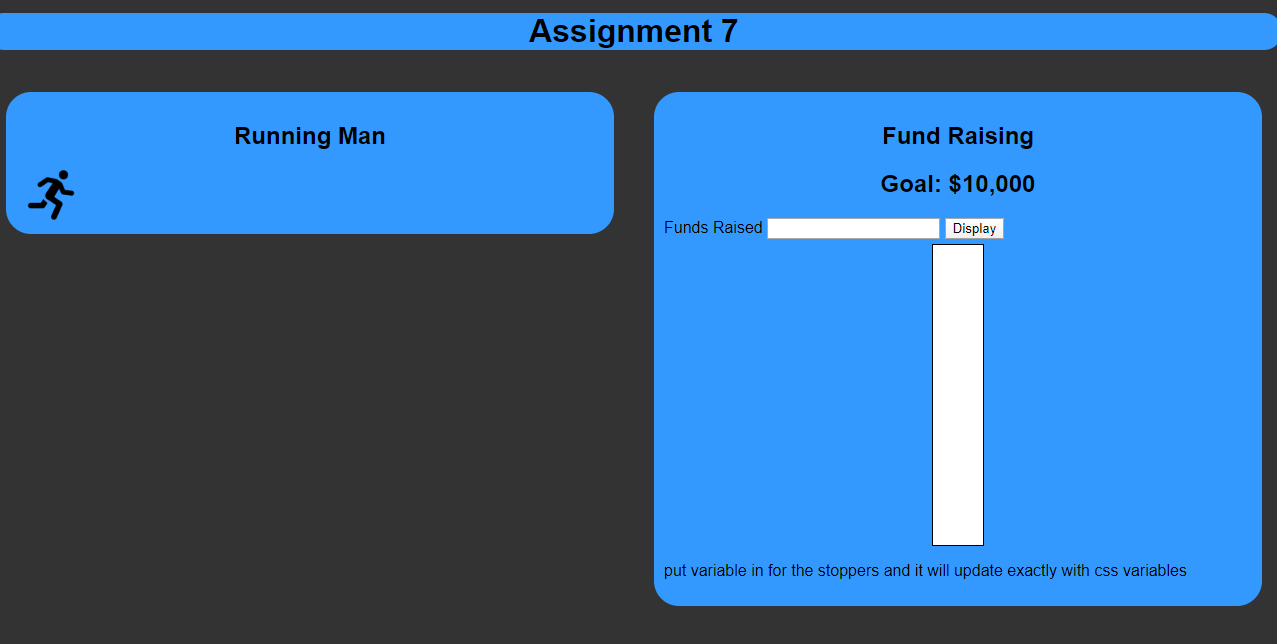 Assignment 7
Running Man
Fund Raising
Goal: $10,000
Funds Raised Display
put variable in for the stoppers and it will update exactly with css variables